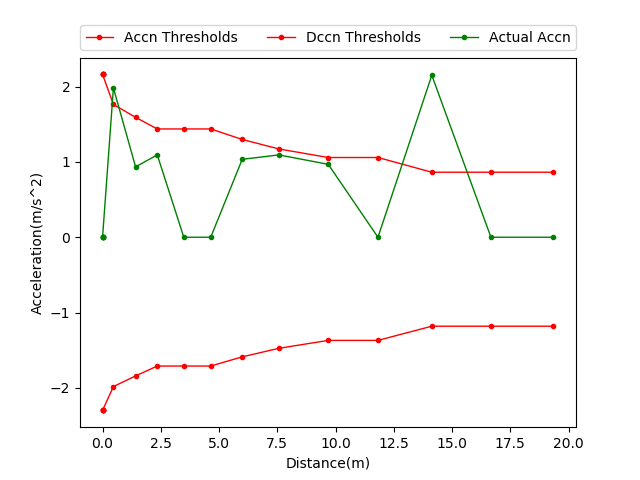 Accn Thresholds Dccn Thresholds Actual Accn
2
1
0
−1
−2
Acceleration(m/s^2)
0.0 2.5 5.0 7.5 10.0 12.5 15.0 17.5 20.0
Distance(m)